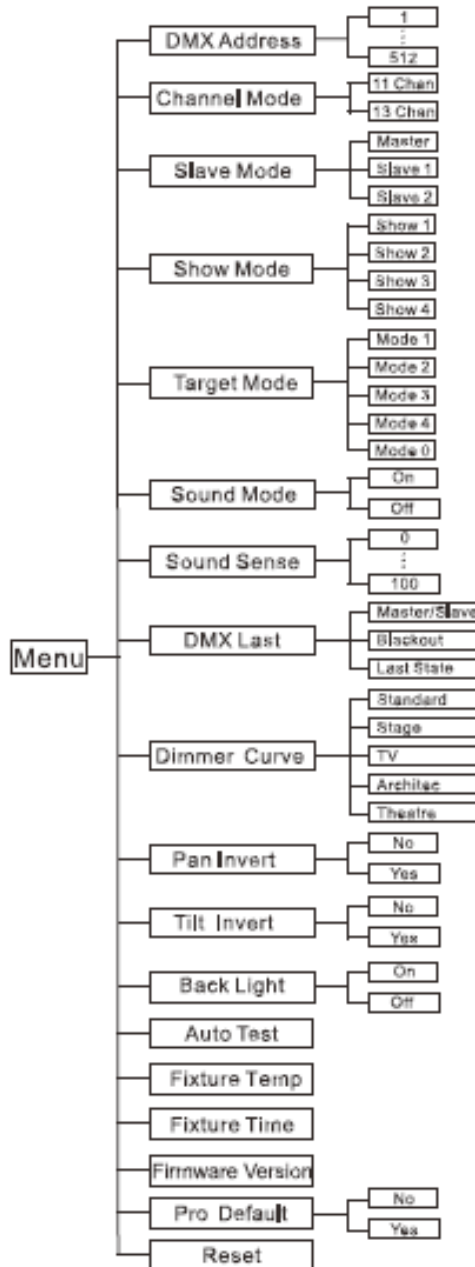 Menu
DMX Address
1
512
Channel Mode
11 Chan
13 Chan
Slave Mode
Master
Slave 1
Slave 2
Show Mode
Show 1
Show 2
Show 3
Show 4
Target Mode
Mode 1
Mode 2
Mode 3
Mode 4
Mode 0
Sound Mode
On
Off
Sound Sense
0
100
DMX Last
Master/Slave
Blackout
Last State
Dimmer Curve
Standard
Stage
TV
Architec
Theatre
Pan Invert
No
Yes
Tilt Invert
No
Yes
Back Light
On
Off
Auto Test
Fixture Temp
Fixture Time
Firmware Version
Pro Default
No
Yes
Reset